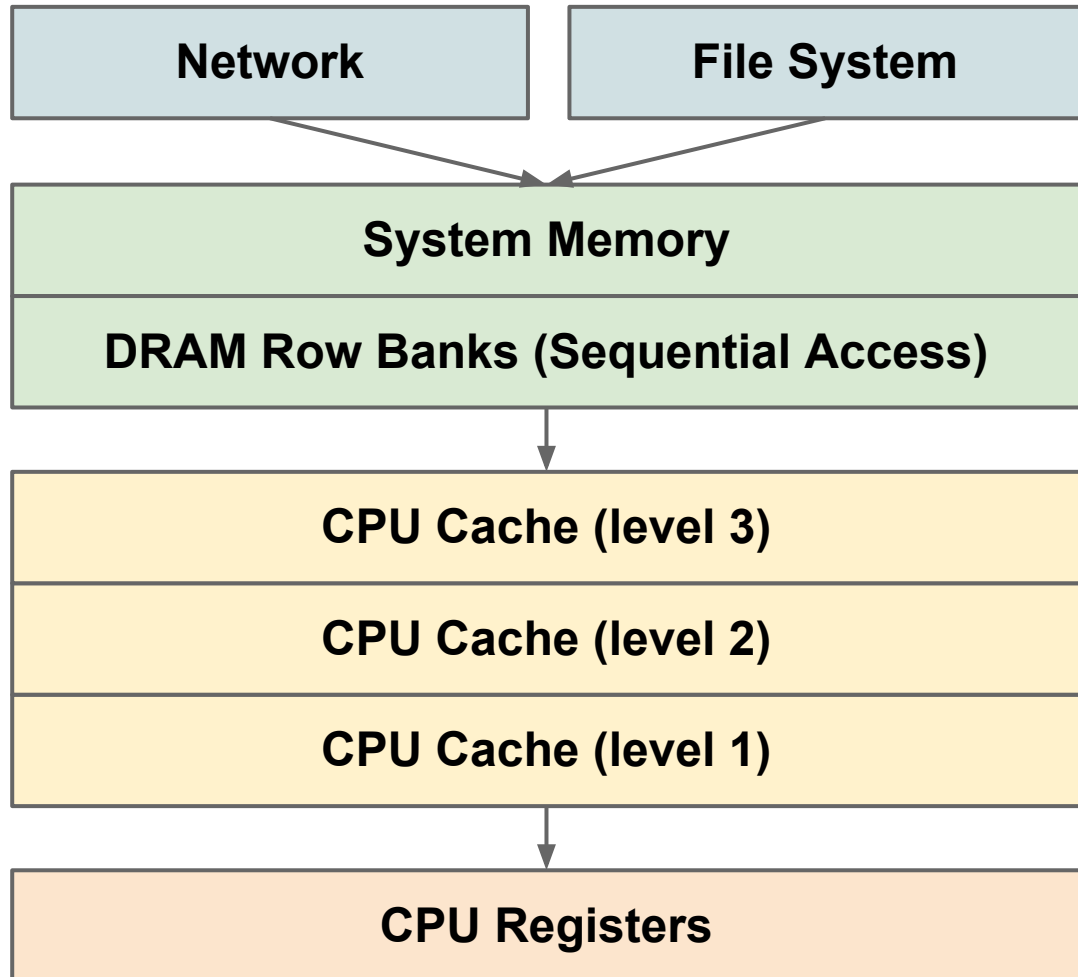 Network
File System
System Memory
DRAM Row Banks (Sequential Access)
CPU Cache (level 3)
CPU Cache (level 2)
CPU Cache (level 1)
CPU Registers